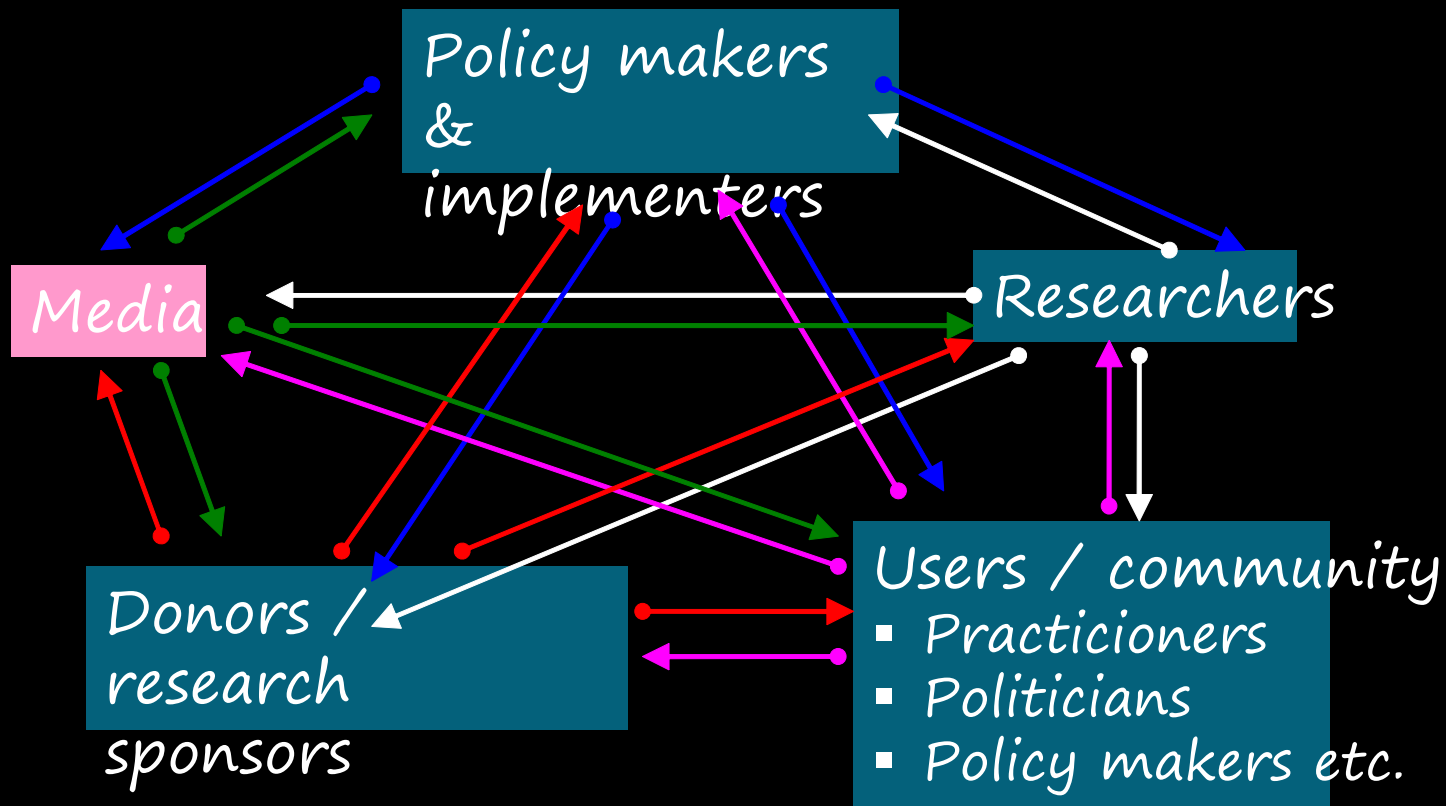 Policy makers
&
implementers
Media
Researchers
Donors /
research
sponsors
Users / community
▪ Practicioners
▪ Politicians
▪ Policy makers etc.